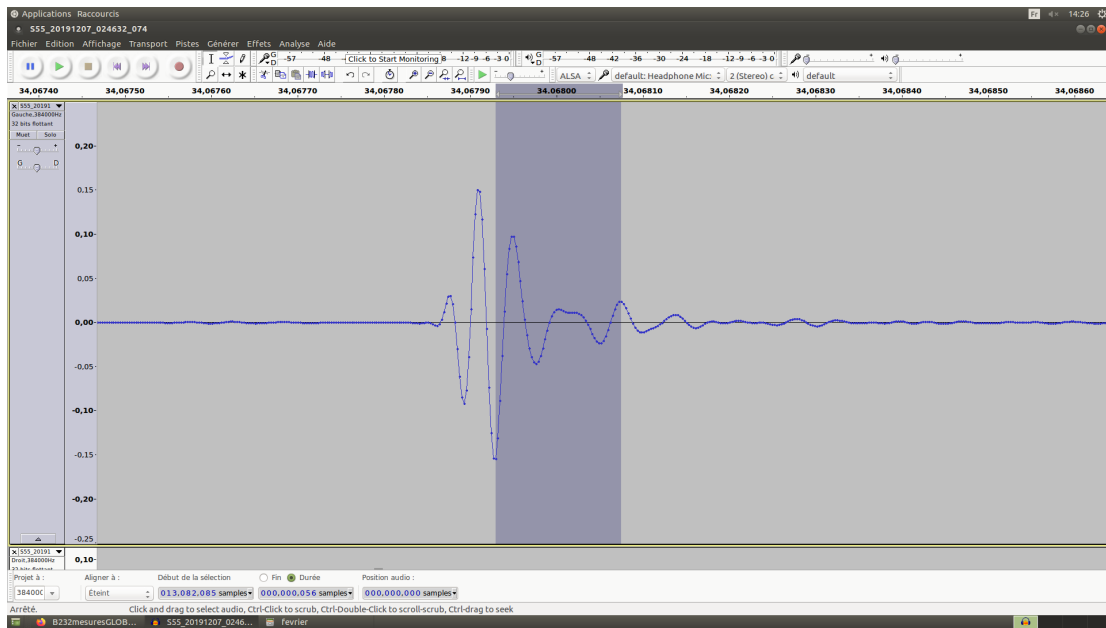 Applications Raccourcis Fr 14:26
S55_20191207_024632_074
Fichier Edition Affichage Transport Pistes Générer Effets Analyse Aide
G D -57 -48 Click to Start Monitoring 8 -12 -9 -6 -3 0 G D -57 -48 -42 -36 -30 -24 -18 -12 -9 -6 -3 0
ALSA default: Headphone Mic: 2 (Stereo) c default
34,06740 34,06750 34,06760 34,06770 34,06780 34,06790 34,06800 34,06810 34,06820 34,06830 34,06840 34,06850 34,06860
S55_20191
Gauche,384000Hz
32 bits flottant
Muet Solo
- +
G D
0,20
0,15
0,10
0,05
0,00
-0,05
-0,10
-0,15
-0,20
-0,25
S55_20191
Droit,384000Hz
32 bits flottant
0,10
Projet à : Aligner à : Début de la sélection Fin Durée Position audio :
38400C Eteint 013,082,085 samples 000,000,056 samples 000,000,000 samples
Arrêté. Click and drag to select audio, Ctrl-Click to scrub, Ctrl-Double-Click to scroll-scrub, Ctrl-drag to seek
B232mesuresGLOB... S55_20191207_0246... fevrier